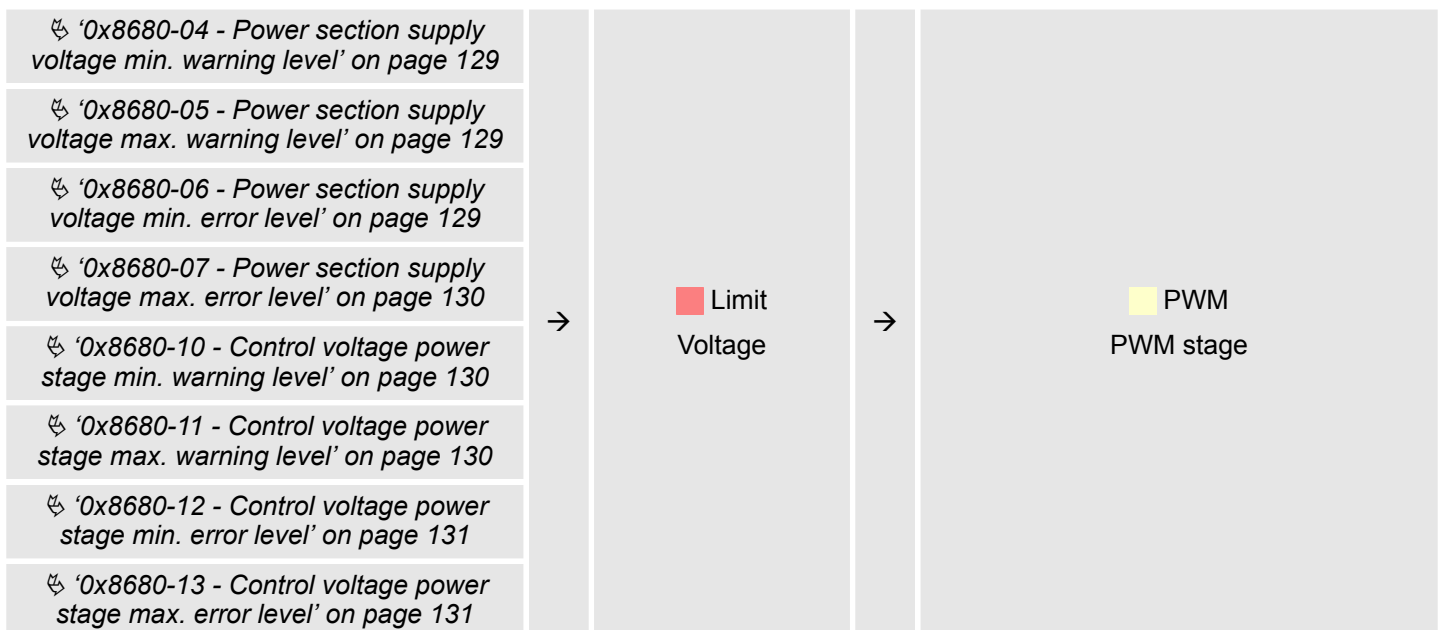 ↳ ‘0x8680-04 - Power section supply
voltage min. warning level’ on page 129
↳ ‘0x8680-05 - Power section supply
voltage max. warning level’ on page 129
↳ ‘0x8680-06 - Power section supply
voltage min. error level’ on page 129
↳ ‘0x8680-07 - Power section supply
voltage max. error level’ on page 130
↳ ‘0x8680-10 - Control voltage power
stage min. warning level’ on page 130
↳ ‘0x8680-11 - Control voltage power
stage max. warning level’ on page 130
↳ ‘0x8680-12 - Control voltage power
stage min. error level’ on page 131
↳ ‘0x8680-13 - Control voltage power
stage max. error level’ on page 131
→
Limit
Voltage
→
PWM
PWM stage